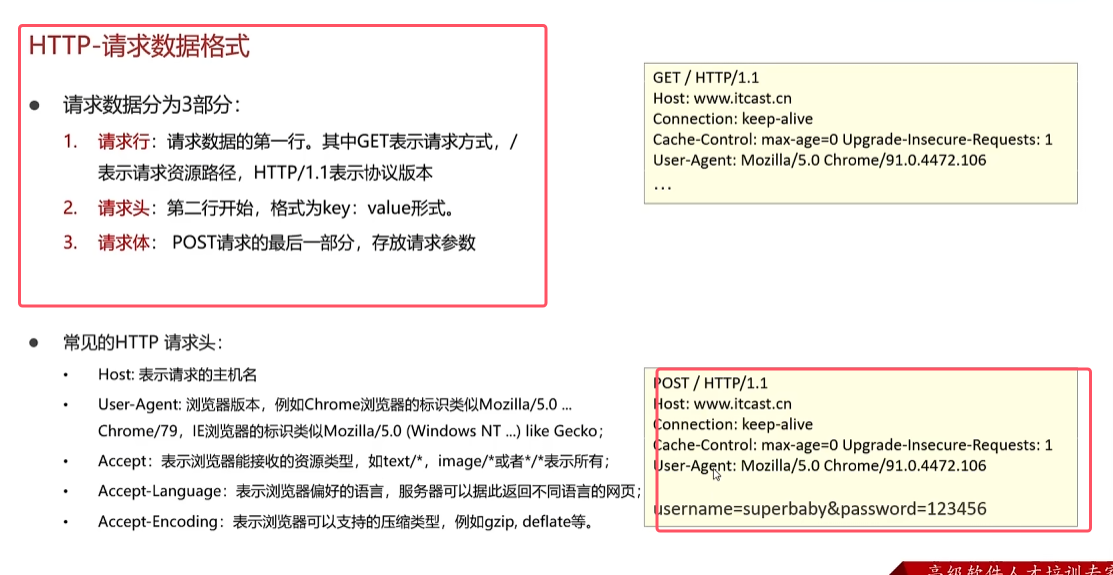 HTTP-请求数据格式
● 请求数据分为3部分：
1. 请求行：请求数据的第一行。其中GET表示请求方式，/
表示请求资源路径，HTTP/1.1表示协议版本
2. 请求头：第二行开始，格式为key：value形式。
3. 请求体： POST请求的最后一部分，存放请求参数
● 常见的HTTP 请求头：
• Host: 表示请求的主机名
• User-Agent: 浏览器版本，例如Chrome浏览器的标识类似Mozilla/5.0 ...
Chrome/79，IE浏览器的标识类似Mozilla/5.0 (Windows NT ...) like Gecko；
• Accept：表示浏览器能接收的资源类型，如text/*，image/*或者*/*表示所有；
• Accept-Language：表示浏览器偏好的语言，服务器可以据此返回不同语言的网页；
• Accept-Encoding：表示浏览器可以支持的压缩类型，例如gzip, deflate等。
GET / HTTP/1.1
Host: www.itcast.cn
Connection: keep-alive
Cache-Control: max-age=0 Upgrade-Insecure-Requests: 1
User-Agent: Mozilla/5.0 Chrome/91.0.4472.106
...
POST / HTTP/1.1
Host: www.itcast.cn
Connection: keep-alive
Cache-Control: max-age=0 Upgrade-Insecure-Requests: 1
User-Agent: Mozilla/5.0 Chrome/91.0.4472.106
username=superbaby&password=123456
高级软件人才培训专家